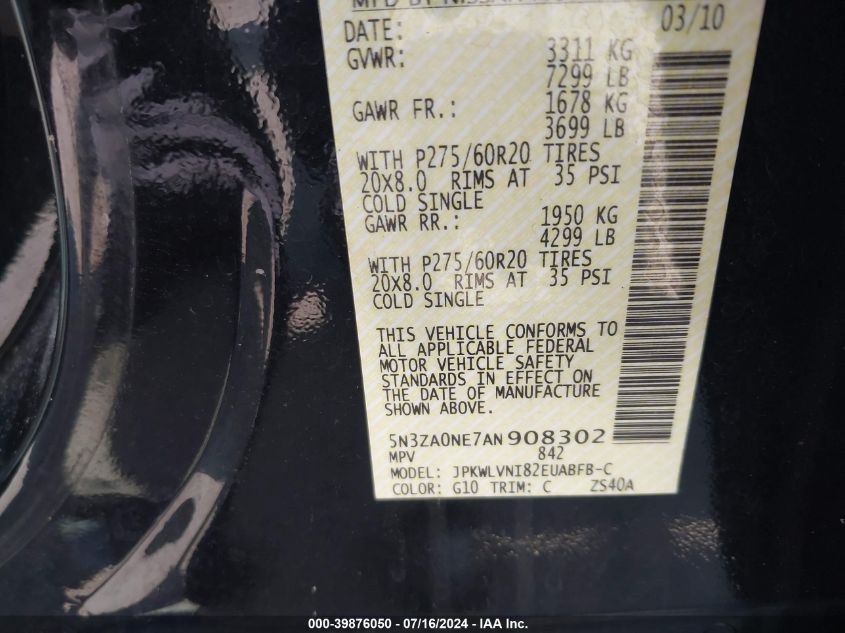 MFD BY NISSAN
DATE: 03/10
GVWR: 3311 KG
7299 LB
GAWR FR.: 1678 KG
3699 LB
WITH P275/60R20 TIRES
20X8.0 RIMS AT 35 PSI
COLD SINGLE
GAWR RR.: 1950 KG
4299 LB
WITH P275/60R20 TIRES
20X8.0 RIMS AT 35 PSI
COLD SINGLE
THIS VEHICLE CONFORMS TO
ALL APPLICABLE FEDERAL
MOTOR VEHICLE SAFETY
STANDARDS IN EFFECT ON
THE DATE OF MANUFACTURE
SHOWN ABOVE.
5N3ZA0NE7AN908302
MPV 842
MODEL: JPKWLVNI82EUABFB-C
COLOR: G10 TRIM: C ZS40A
000-39876050 - 07/16/2024 - IAA Inc.